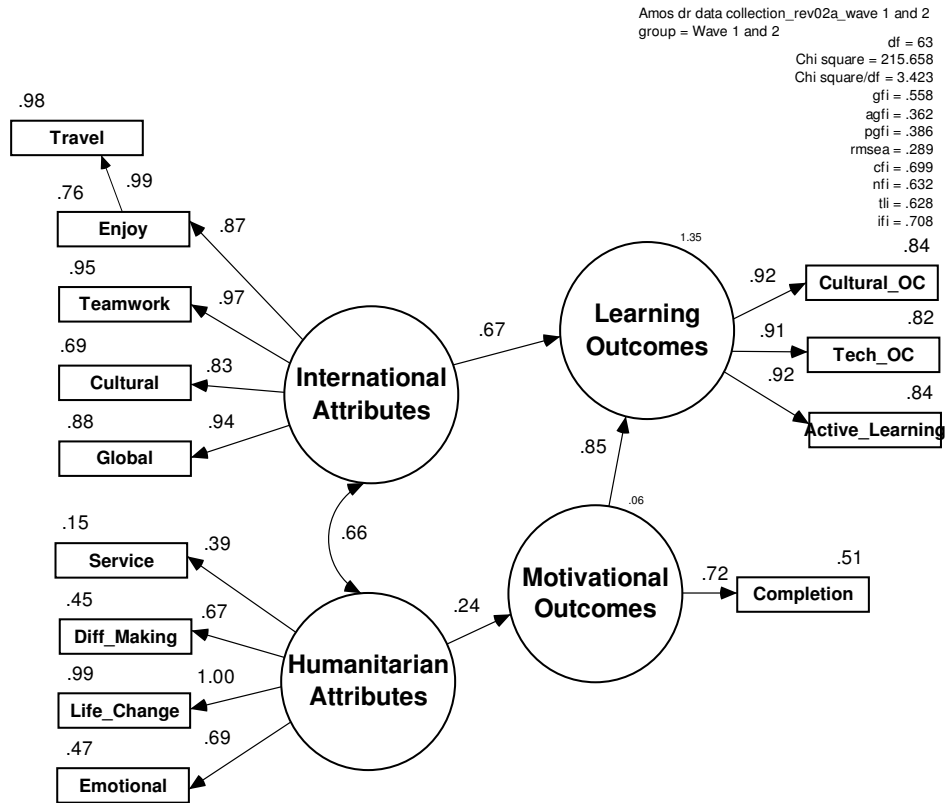 Amos dr data collection_rev02a_wave 1 and 2
group = Wave 1 and 2
df = 63
Chi square = 215.658
Chi square/df = 3.423
gfi = .558
agfi = .362
pgfi = .386
rmsea = .289
cfi = .699
nfi = .632
tli = .628
ifi = .708
.98
Travel
.99
.76
Enjoy
.87
.95
Teamwork
.97
.69
Cultural
.83
.88
Global
.94
International
Attributes
.67
1.35
Learning
Outcomes
.84
.92
Cultural_OC
.82
.91
Tech_OC
.84
.92
Active_Learning
.85
.66
.15
Service
.39
.45
Diff_Making
.67
.99
Life_Change
1.00
.47
Emotional
.69
Humanitarian
Attributes
.24
.06
Motivational
Outcomes
.72
.51
Completion